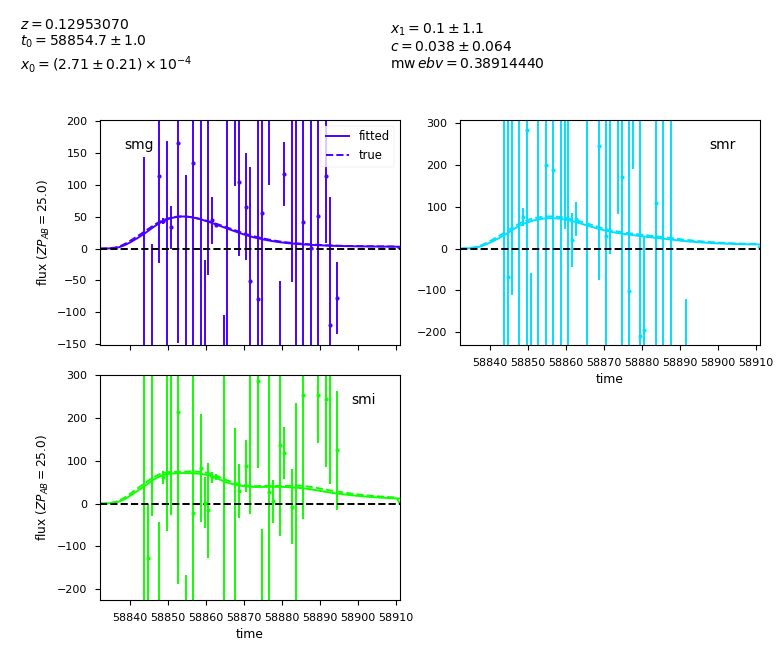 z = 0.12953070
t₀ = 58854.7 ± 1.0
x₀ = (2.71 ± 0.21) × 10⁻⁴
x₁ = 0.1 ± 1.1
c = 0.038 ± 0.064
mw ebv = 0.38914440
smg
fitted
true
200
150
100
50
0
−50
−100
−150
flux (ZP_AB = 25.0)
smr
300
200
100
0
−100
−200
58840 58850 58860 58870 58880 58890 58900 58910
time
smi
300
200
100
0
−100
−200
flux (ZP_AB = 25.0)
58840 58850 58860 58870 58880 58890 58900 58910
time